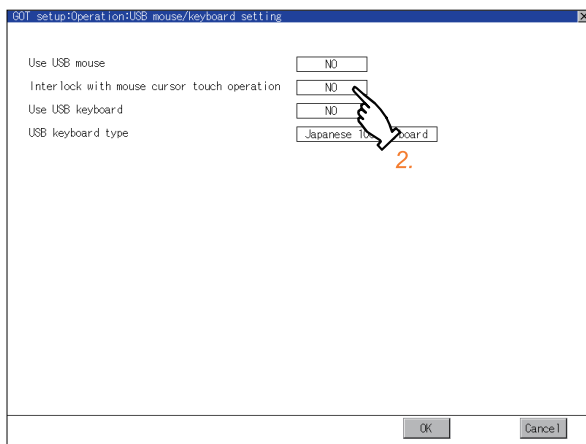 GOT setup:Operation:USB mouse/keyboard setting
Use USB mouse NO
Interlock with mouse cursor touch operation NO
Use USB keyboard NO
USB keyboard type Japanese
2.
OK Cancel